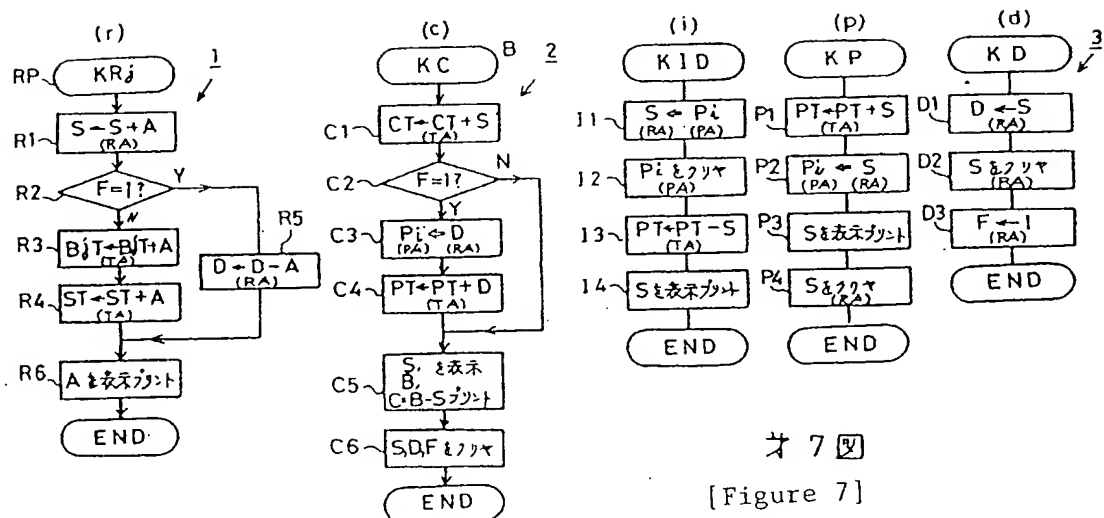 (r)
RP
KRj
1
R1
S←S+A
(RA)
R2
F=1?
Y
N
R3
BjT←BjT+A
(TA)
R5
D←D-A
(RA)
R4
ST←ST+A
(TA)
R6
Aを表示プリント
END
(c)
KC
B
2
C1
CT←CT+S
(TA)
C2
F=1?
N
Y
C3
Pi⇐D
(PA) (RA)
C4
PT←PT+D
(TA)
C5
S, を表示
B,
C=B-Sプリント
C6
S,D,Fをクリヤ
END
(i)
KID
I1
S←Pi
(RA) (PA)
I2
Piをクリヤ
(PA)
I3
PT←PT-S
(TA)
I4
Sを表示プリント
END
(p)
KP
P1
PT←PT+S
(TA)
P2
Pi←S
(PA) (RA)
P3
Sを表示プリント
P4
Sをクリヤ
(RA)
END
(d)
KD
3
D1
D←S
(RA)
D2
Sをクリヤ
(RA)
D3
F←1
(RA)
END
才7図
[Figure 7]